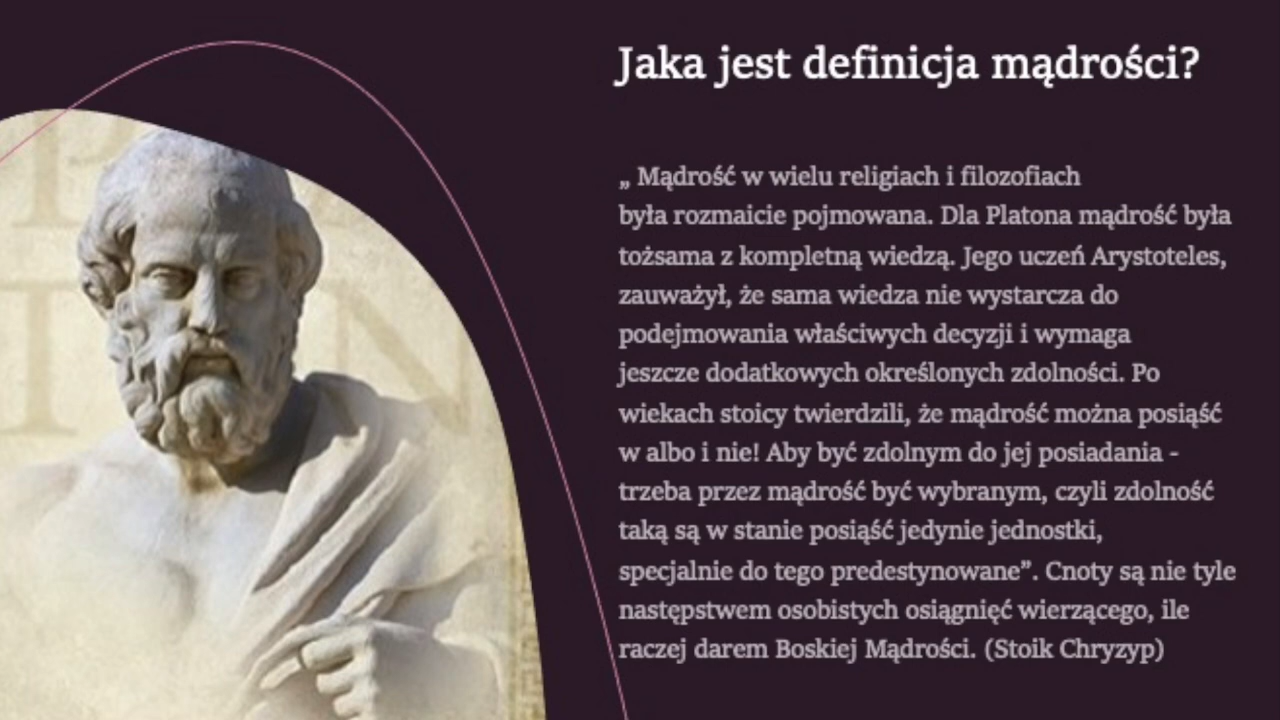 Jaka jest definicja mądrości?
„ Mądrość w wielu religiach i filozofiach
była rozmaicie pojmowana. Dla Platona mądrość była
tożsama z kompletną wiedzą. Jego uczeń Arystoteles,
zauważył, że sama wiedza nie wystarcza do
podejmowania właściwych decyzji i wymaga
jeszcze dodatkowych określonych zdolności. Po
wiekach stoicy twierdzili, że mądrość można posiąść
w albo i nie! Aby być zdolnym do jej posiadania -
trzeba przez mądrość być wybranym, czyli zdolność
taką są w stanie posiąść jedynie jednostki,
specjalnie do tego predestynowane”. Cnoty są nie tyle
następstwem osobistych osiągnięć wierzącego, ile
raczej darem Boskiej Mądrości. (Stoik Chryzyp)